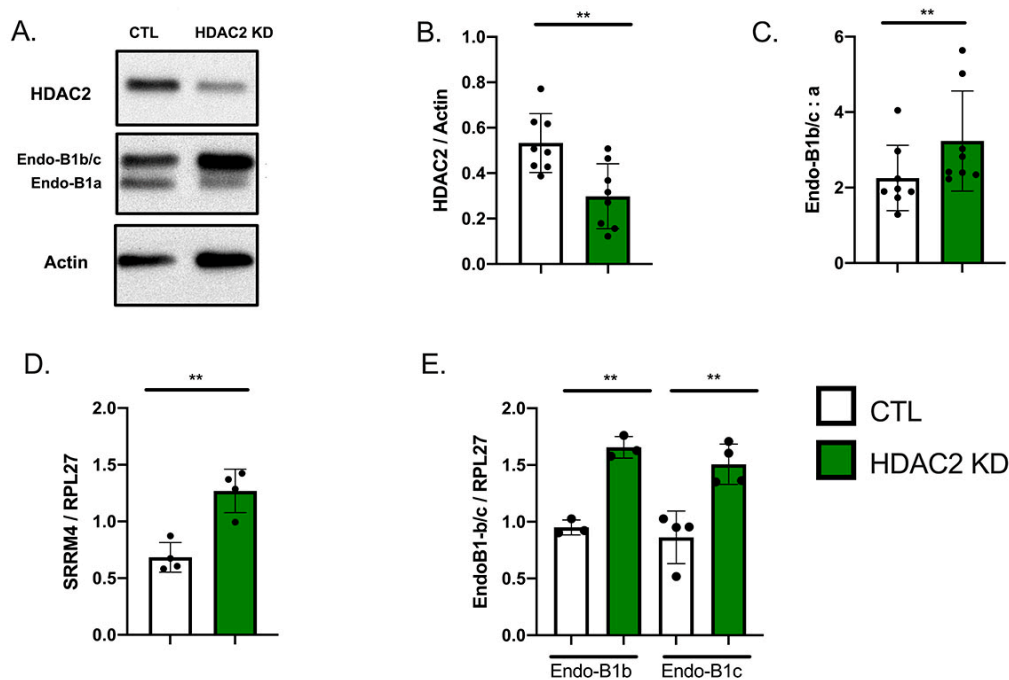 A.
CTL HDAC2 KD
HDAC2
Endo-B1b/c
Endo-B1a
Actin
B.
**
HDAC2 / Actin
1.0
0.8
0.6
0.4
0.2
0.0
C.
**
Endo-B1b/c : a
6
4
2
0
D.
**
SRRM4 / RPL27
2.0
1.5
1.0
0.5
0.0
E.
** **
EndoB1-b/c / RPL27
2.0
1.5
1.0
0.5
0.0
Endo-B1b Endo-B1c
CTL
HDAC2 KD